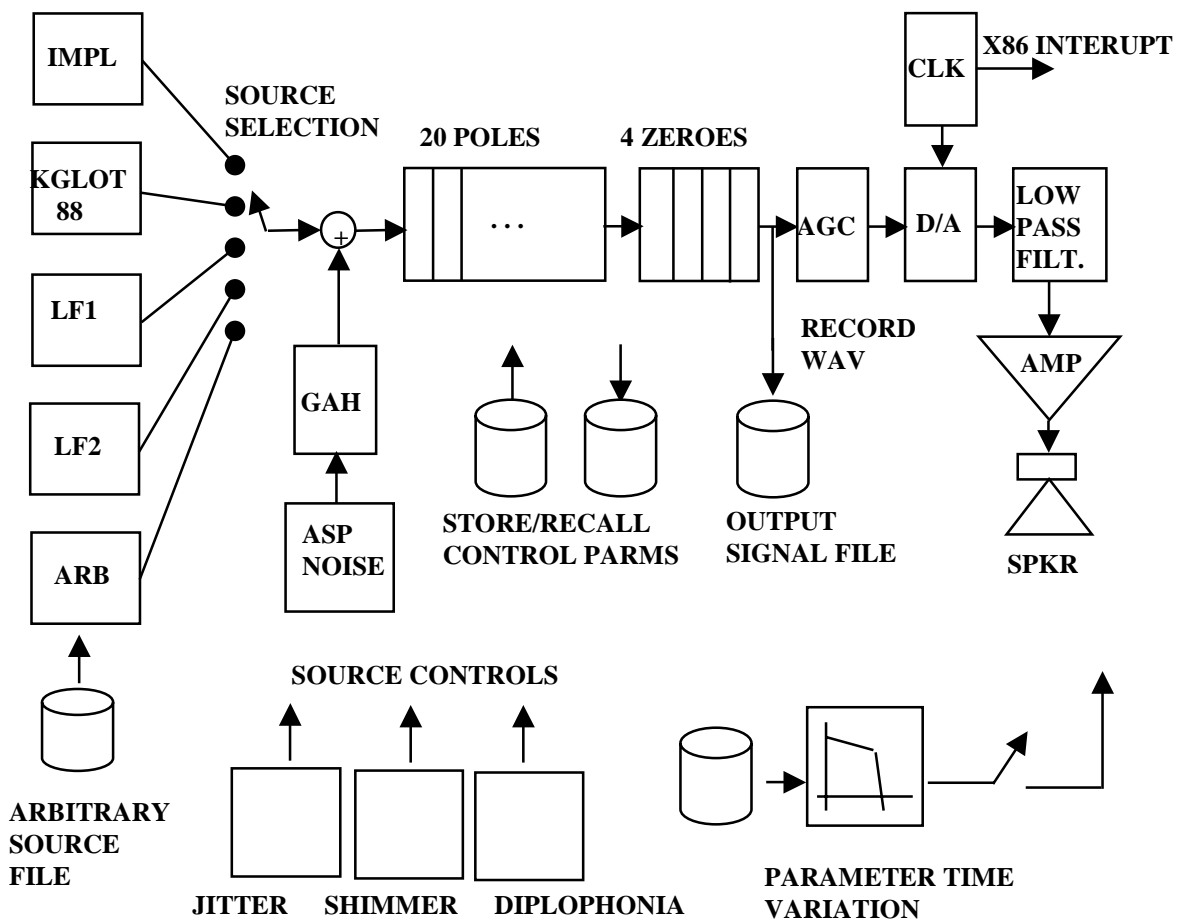 IMPL
KGLOT
88
LF1
LF2
ARB
ARBITRARY
SOURCE
FILE
SOURCE
SELECTION
+
GAH
ASP
NOISE
20 POLES
...
4 ZEROES
AGC
CLK
X86 INTERUPT
D/A
LOW
PASS
FILT.
AMP
SPKR
RECORD
WAV
STORE/RECALL
CONTROL PARMS
OUTPUT
SIGNAL FILE
SOURCE CONTROLS
JITTER
SHIMMER
DIPLOPHONIA
PARAMETER TIME
VARIATION